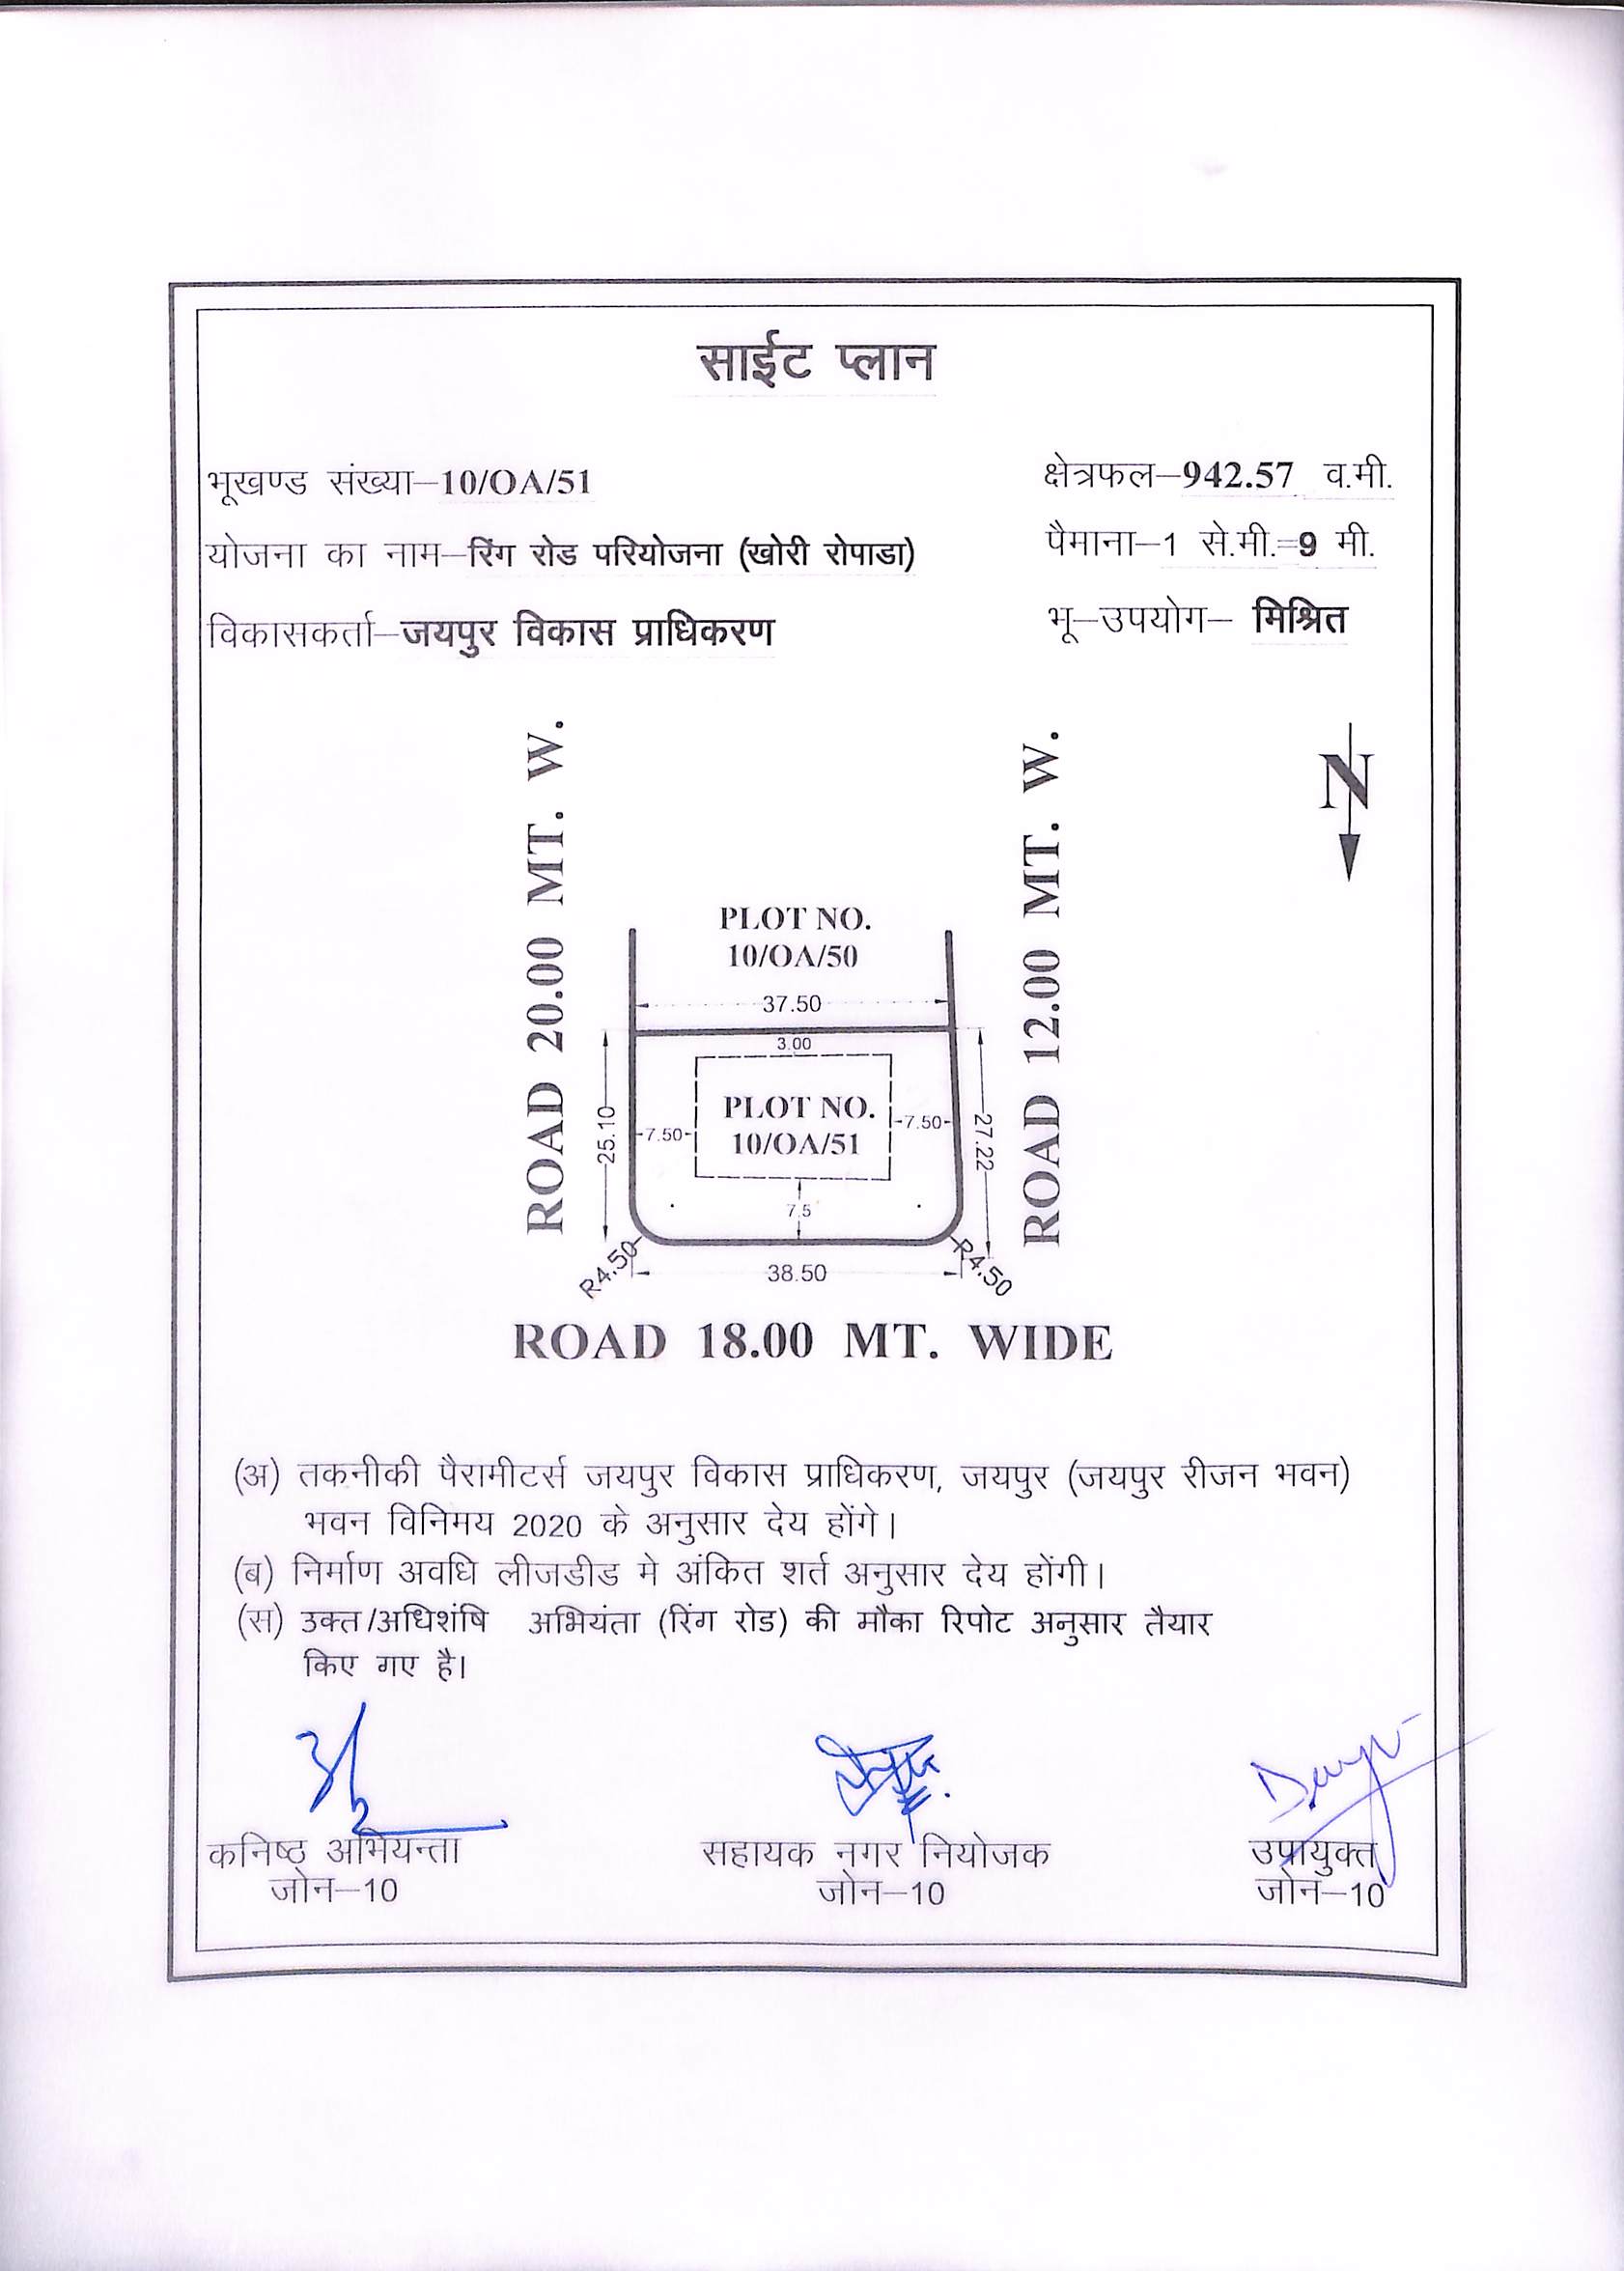 साईट प्लान
भूखण्ड संख्या–10/OA/51
क्षेत्रफल–942.57 व.मी.
योजना का नाम–रिंग रोड परियोजना (खोरी रोपाडा)
पैमाना–1 से.मी.=9 मी.
विकासकर्ता–जयपुर विकास प्राधिकरण
भू–उपयोग– मिश्रित
ROAD 20.00 MT. W.
ROAD 12.00 MT. W.
N
PLOT NO.
10/OA/50
37.50
3.00
PLOT NO.
10/OA/51
7.50
7.50
25.10
27.22
7.5
R4.50
R4.50
38.50
ROAD 18.00 MT. WIDE
(अ) तकनीकी पैरामीटर्स जयपुर विकास प्राधिकरण, जयपुर (जयपुर रीजन भवन)
भवन विनिमय 2020 के अनुसार देय होंगे।
(ब) निर्माण अवधि लीजडीड मे अंकित शर्त अनुसार देय होंगी।
(स) उक्त/अधिशंषि अभियंता (रिंग रोड) की मौका रिपोट अनुसार तैयार
किए गए है।
कनिष्ठ अभियन्ता
जोन–10
सहायक नगर नियोजक
जोन–10
उपायुक्त
जोन–10